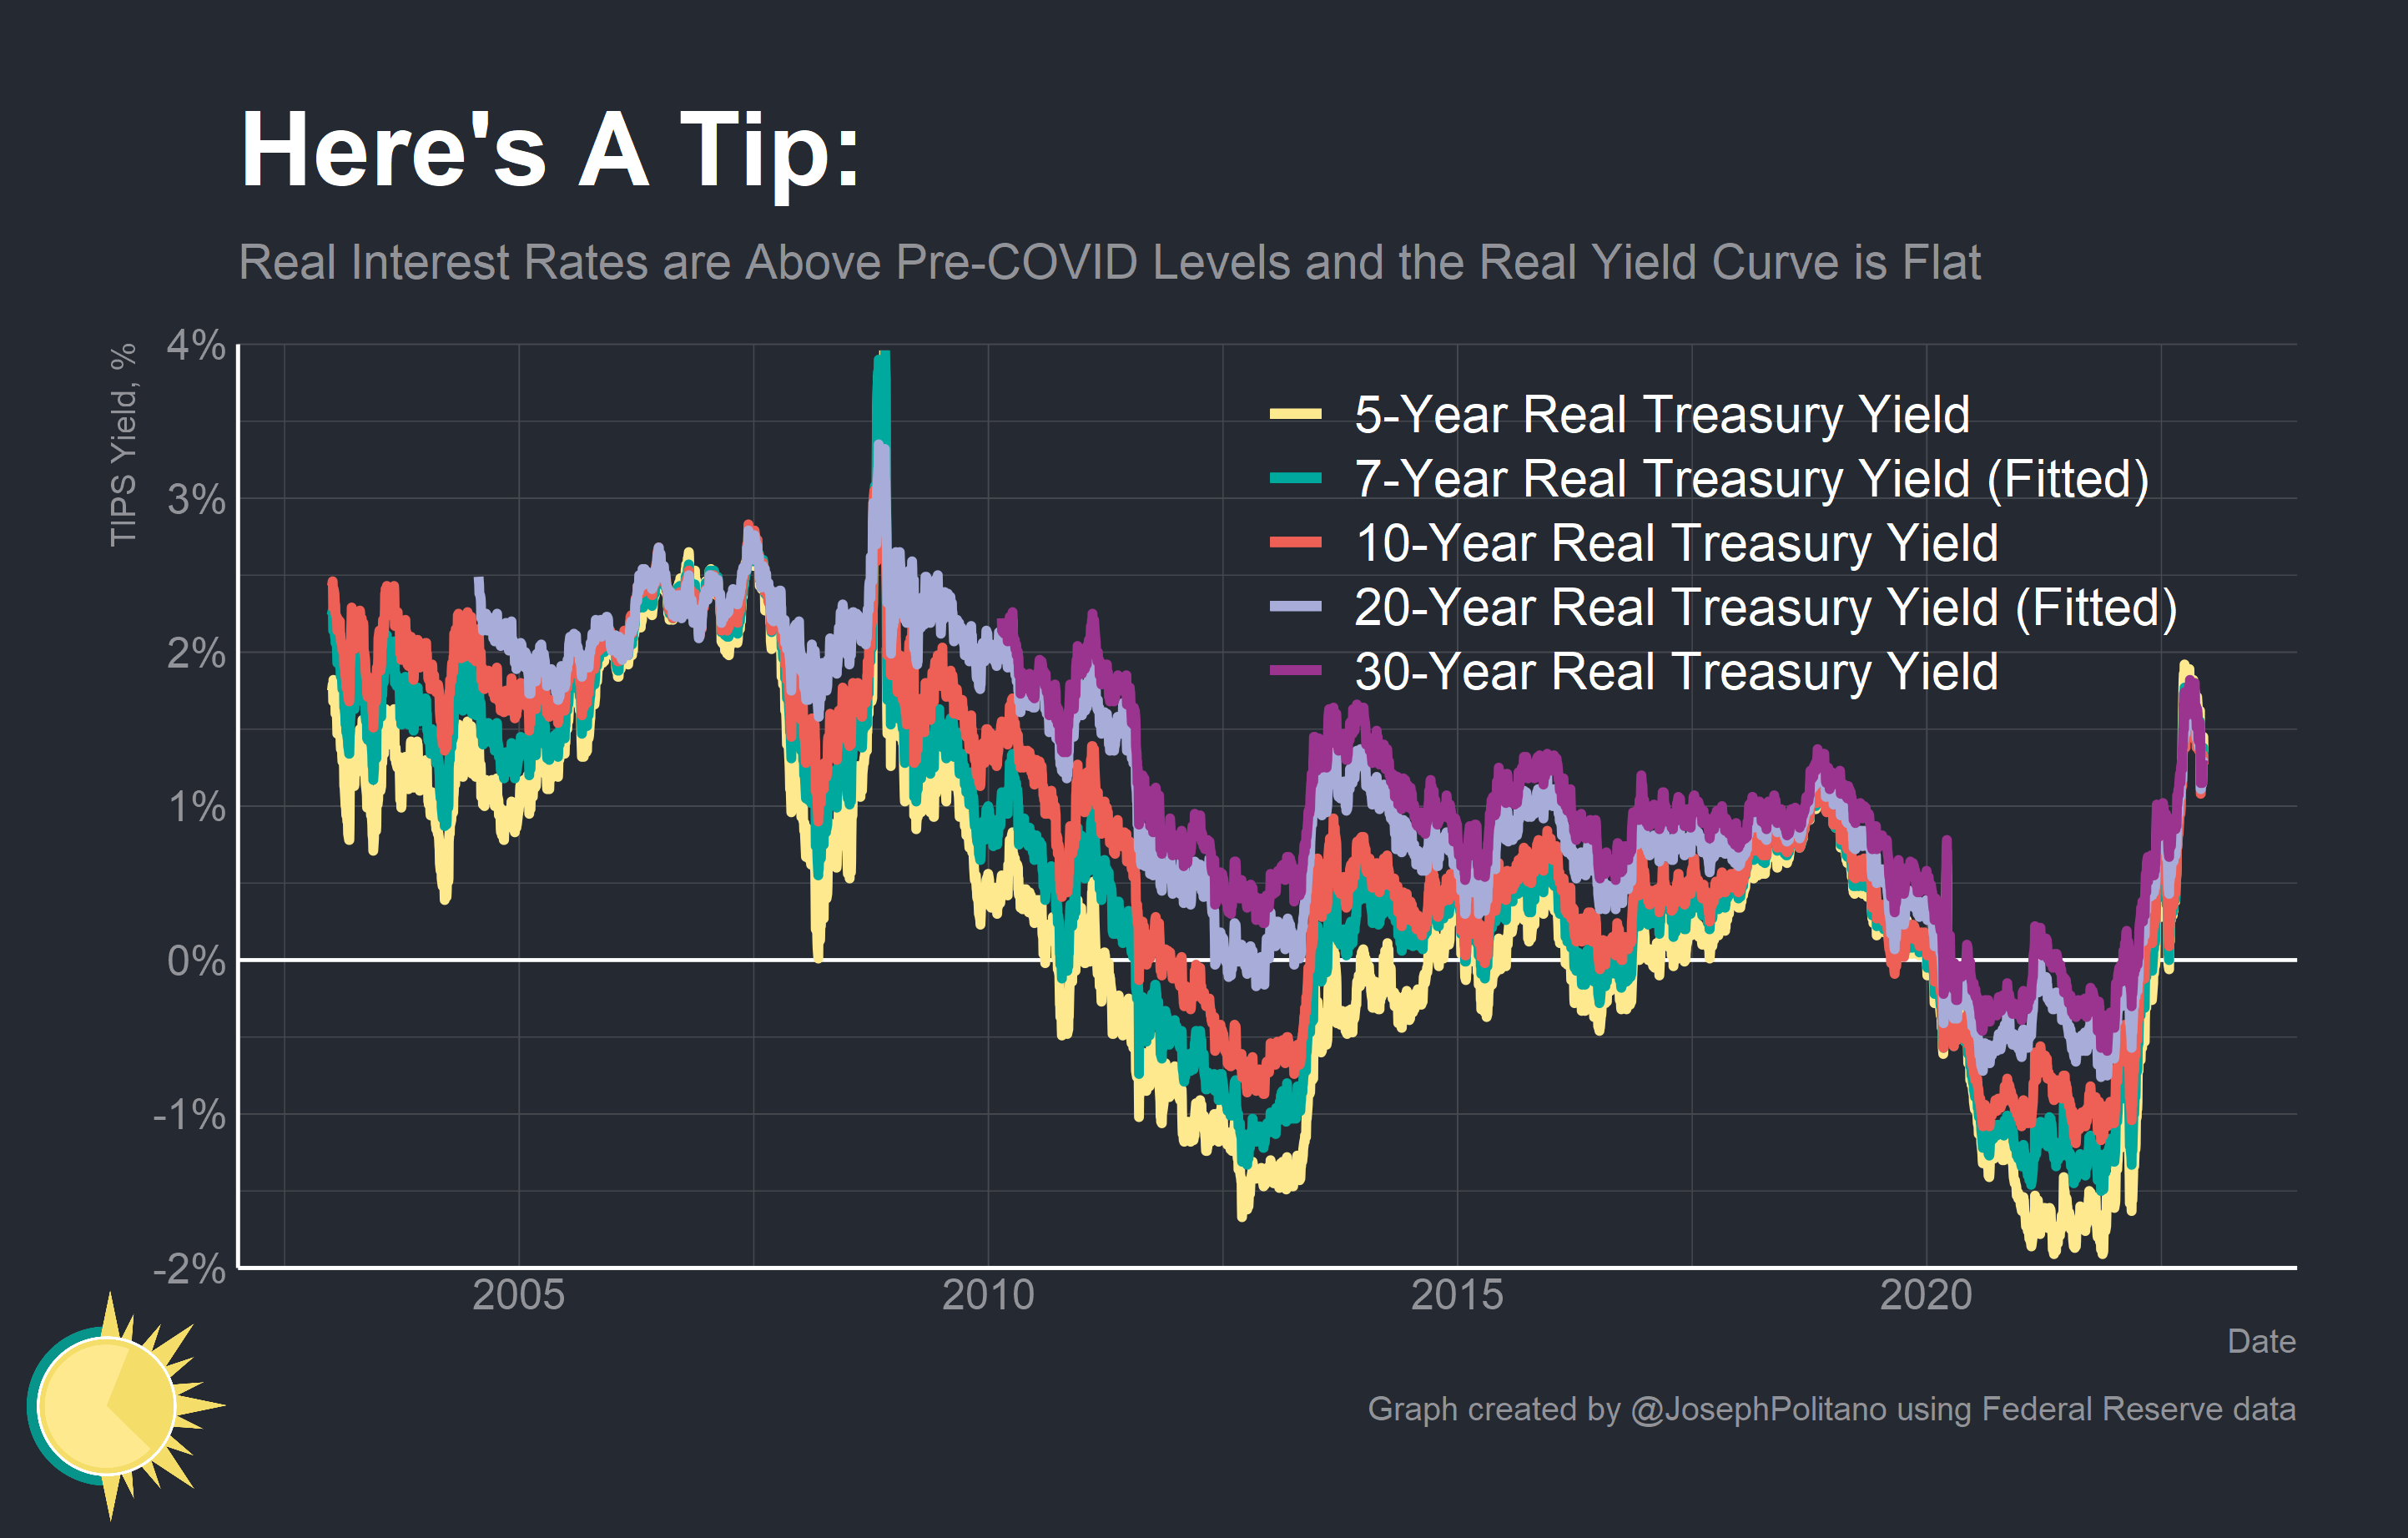 Here's A Tip:
Real Interest Rates are Above Pre-COVID Levels and the Real Yield Curve is Flat
TIPS Yield, %
4%
3%
2%
1%
0%
-1%
-2%
5-Year Real Treasury Yield
7-Year Real Treasury Yield (Fitted)
10-Year Real Treasury Yield
20-Year Real Treasury Yield (Fitted)
30-Year Real Treasury Yield
2005
2010
2015
2020
Date
Graph created by @JosephPolitano using Federal Reserve data